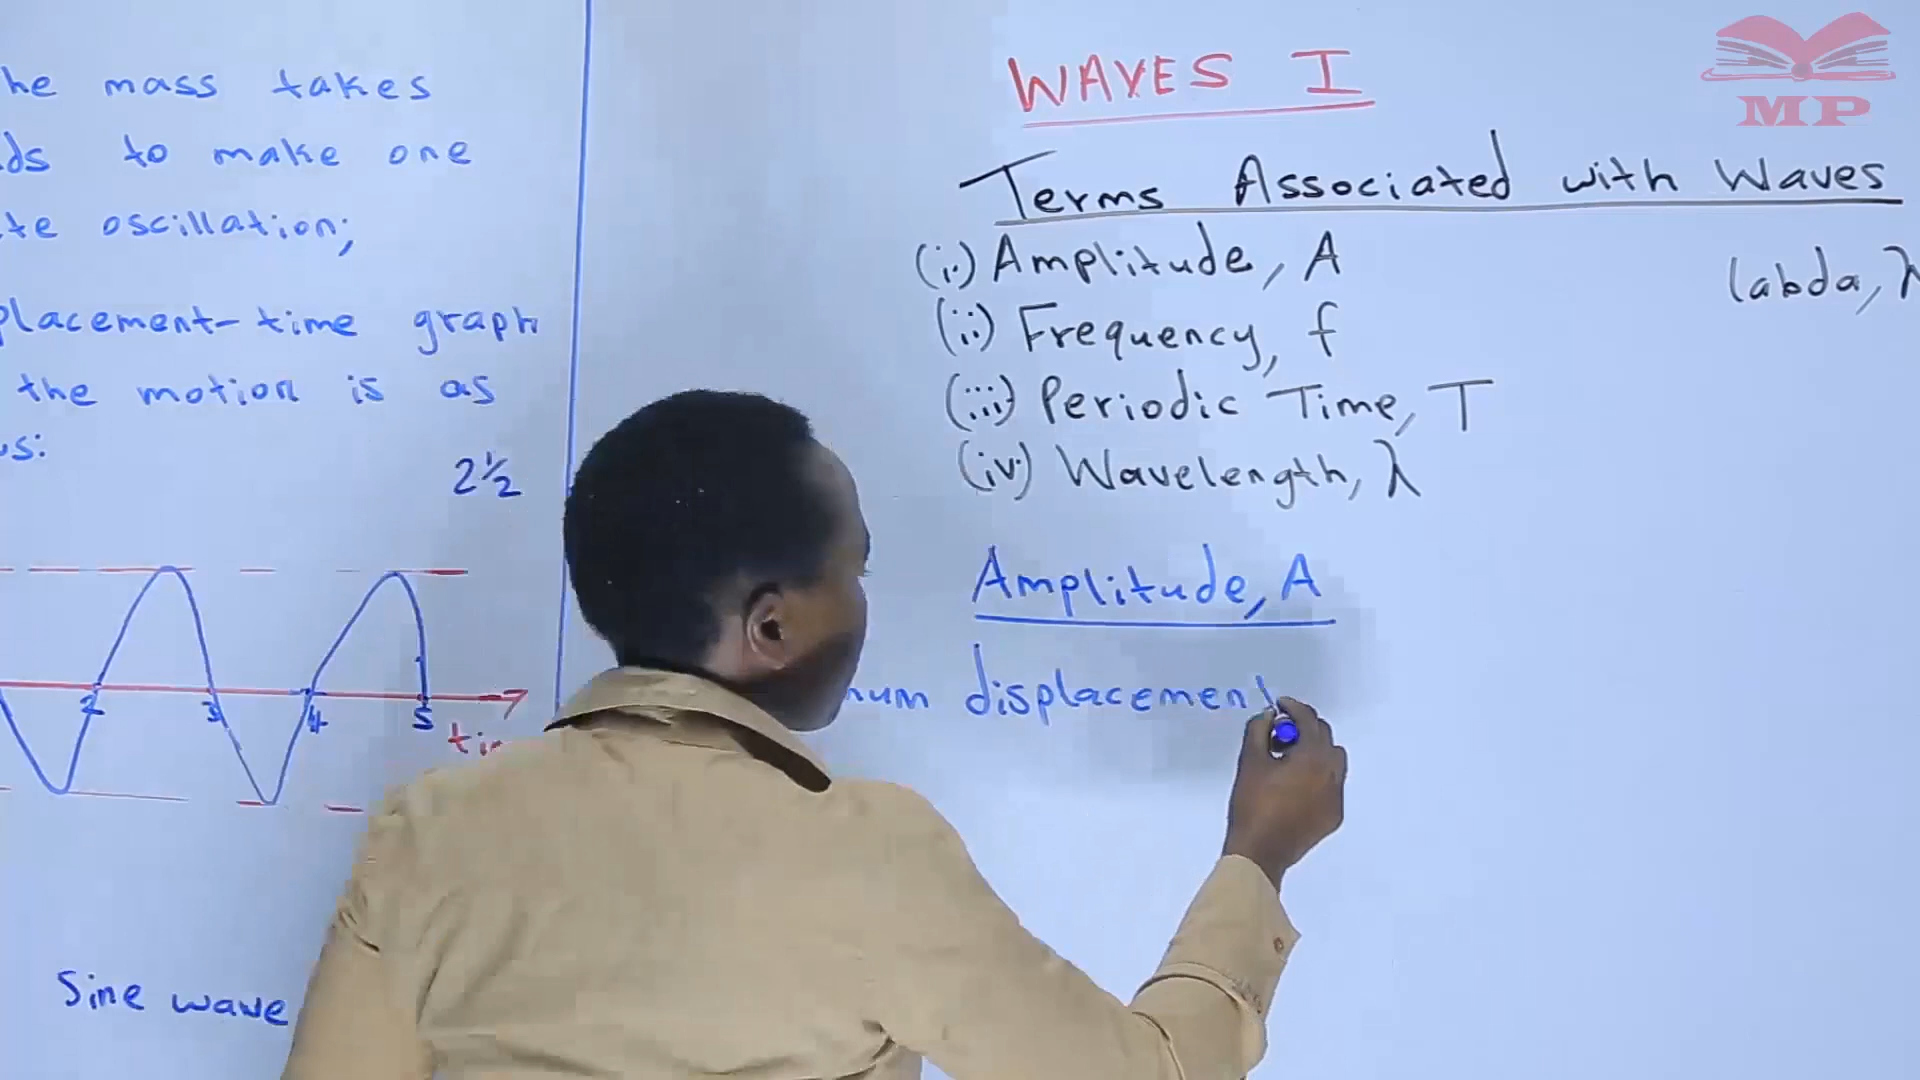 he mass takes
ds to make one
te oscillation;
placement-time graph
the motion is as
us:
2½
2 3 4 5
Sine wave
MP
WAVES I
Terms Associated with Waves
(i) Amplitude, A
labda, λ
(ii) Frequency, f
(iii) Periodic Time, T
(iv) Wavelength, λ
Amplitude, A
num displacement